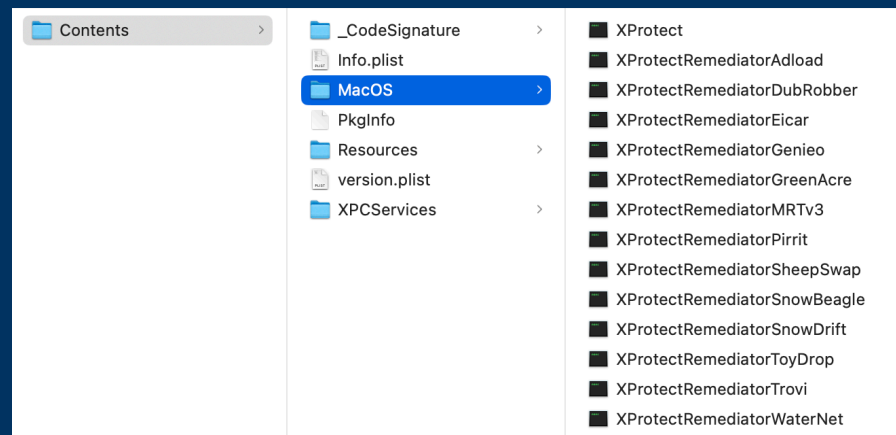 Contents
_CodeSignature
Info.plist
MacOS
PkgInfo
Resources
version.plist
XPCServices
XProtect
XProtectRemediatorAdload
XProtectRemediatorDubRobber
XProtectRemediatorEicar
XProtectRemediatorGenieo
XProtectRemediatorGreenAcre
XProtectRemediatorMRTv3
XProtectRemediatorPirrit
XProtectRemediatorSheepSwap
XProtectRemediatorSnowBeagle
XProtectRemediatorSnowDrift
XProtectRemediatorToyDrop
XProtectRemediatorTrovi
XProtectRemediatorWaterNet